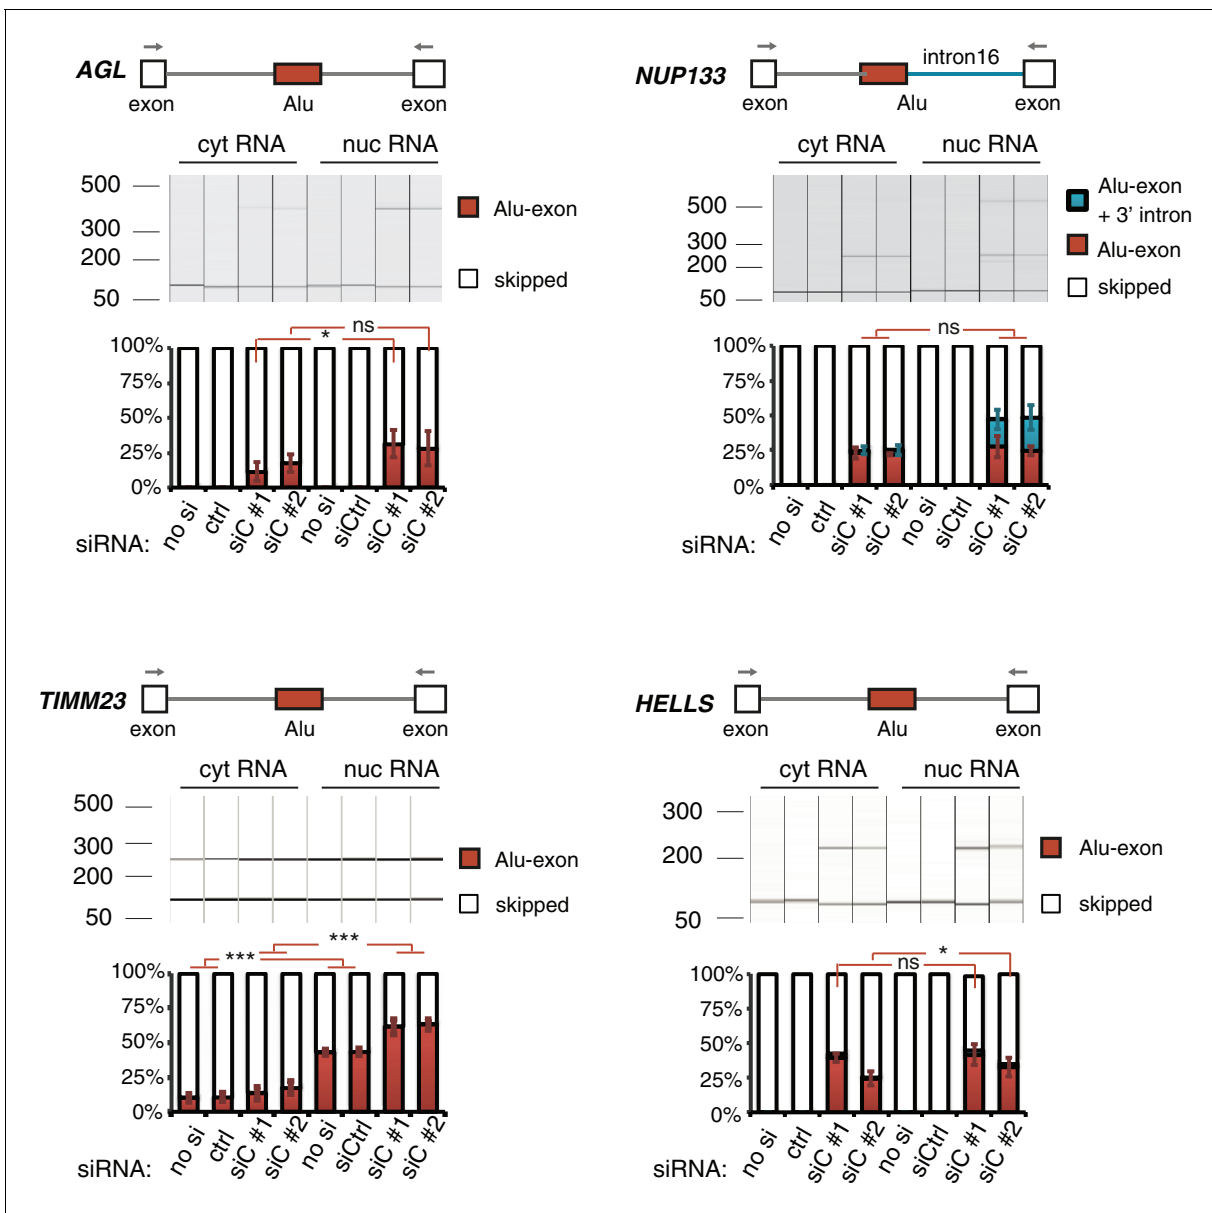 AGL
exon Alu exon
cyt RNA nuc RNA
500
300
200
50
Alu-exon
skipped
* ns
100%
75%
50%
25%
0%
siRNA: no si ctrl siC #1 siC #2 no si siCtrl siC #1 siC #2
NUP133
intron16
exon Alu exon
cyt RNA nuc RNA
500
300
200
50
Alu-exon
+ 3' intron
Alu-exon
skipped
ns
100%
75%
50%
25%
0%
siRNA: no si ctrl siC #1 siC #2 no si siCtrl siC #1 siC #2
TIMM23
exon Alu exon
cyt RNA nuc RNA
500
300
200
50
Alu-exon
skipped
*** ***
100%
75%
50%
25%
0%
siRNA: no si ctrl siC #1 siC #2 no si siCtrl siC #1 siC #2
HELLS
exon Alu exon
cyt RNA nuc RNA
300
200
50
Alu-exon
skipped
ns *
100%
75%
50%
25%
0%
siRNA: no si ctrl siC #1 siC #2 no si siCtrl siC #1 siC #2